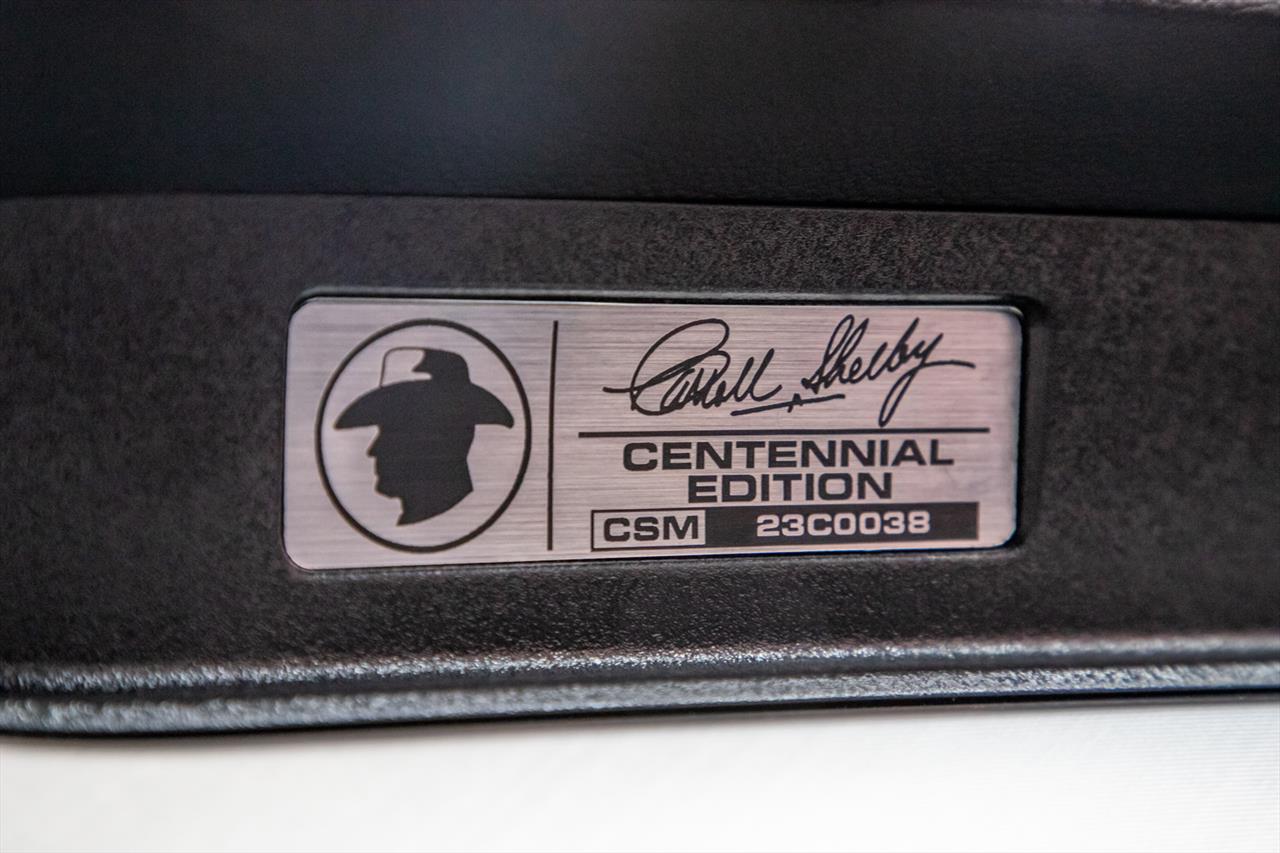 Carroll Shelby
CENTENNIAL
EDITION
CSM 23C0038